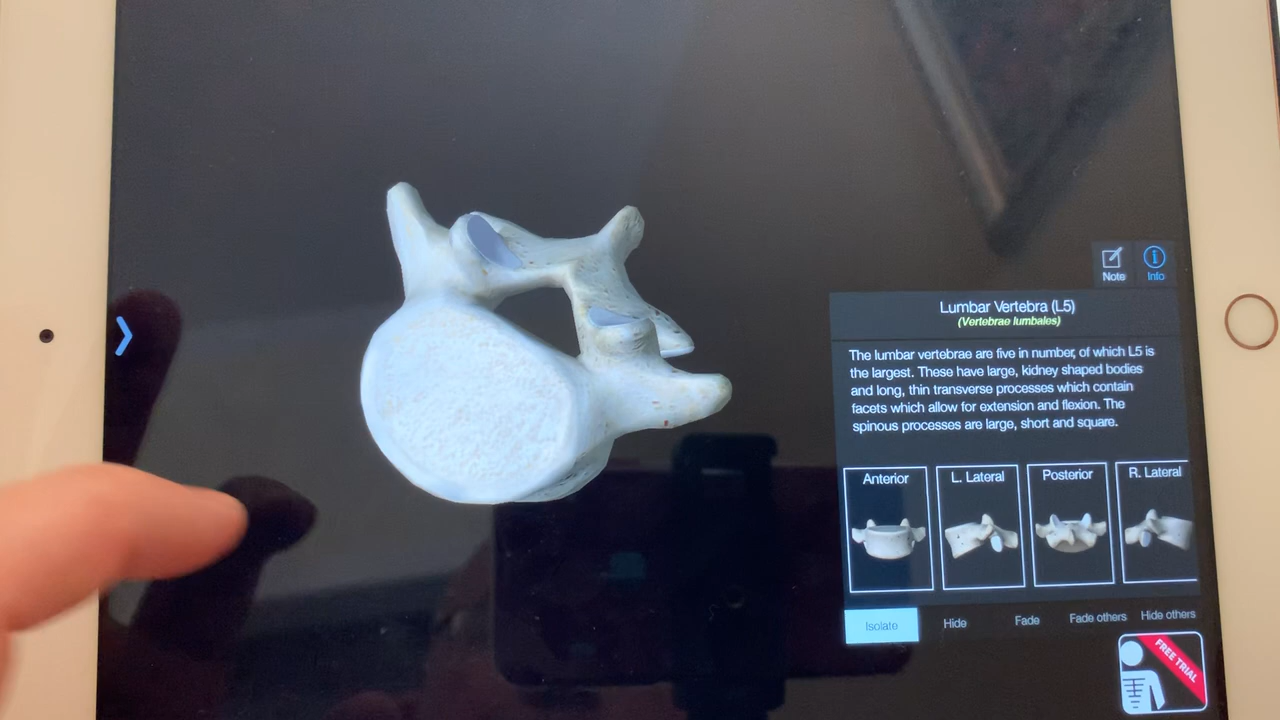 Note
Info
Lumbar Vertebra (L5)
(Vertebrae lumbales)
The lumbar vertebrae are five in number, of which L5 is
the largest. These have large, kidney shaped bodies
and long, thin transverse processes which contain
facets which allow for extension and flexion. The
spinous processes are large, short and square.
Anterior
L. Lateral
Posterior
R. Lateral
Isolate
Hide
Fade
Fade others
Hide others
FREE TRIAL